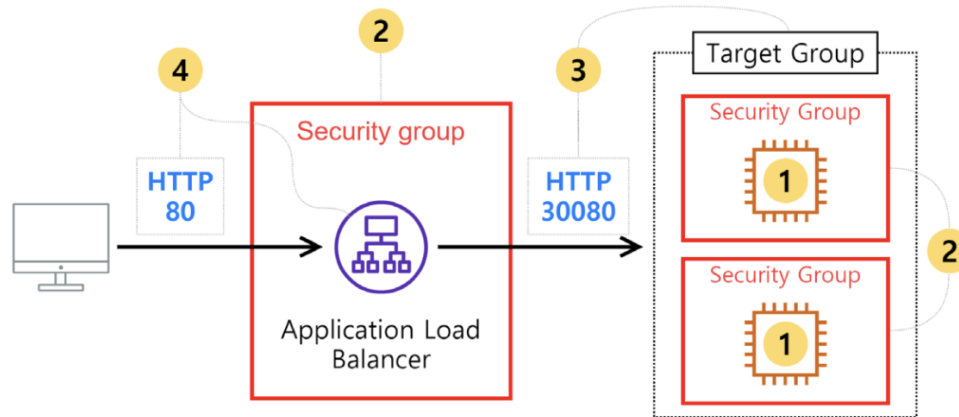 2
4
3
Target Group
Security group
HTTP
80
HTTP
30080
Security Group
1
2
Security Group
1
Application Load
Balancer